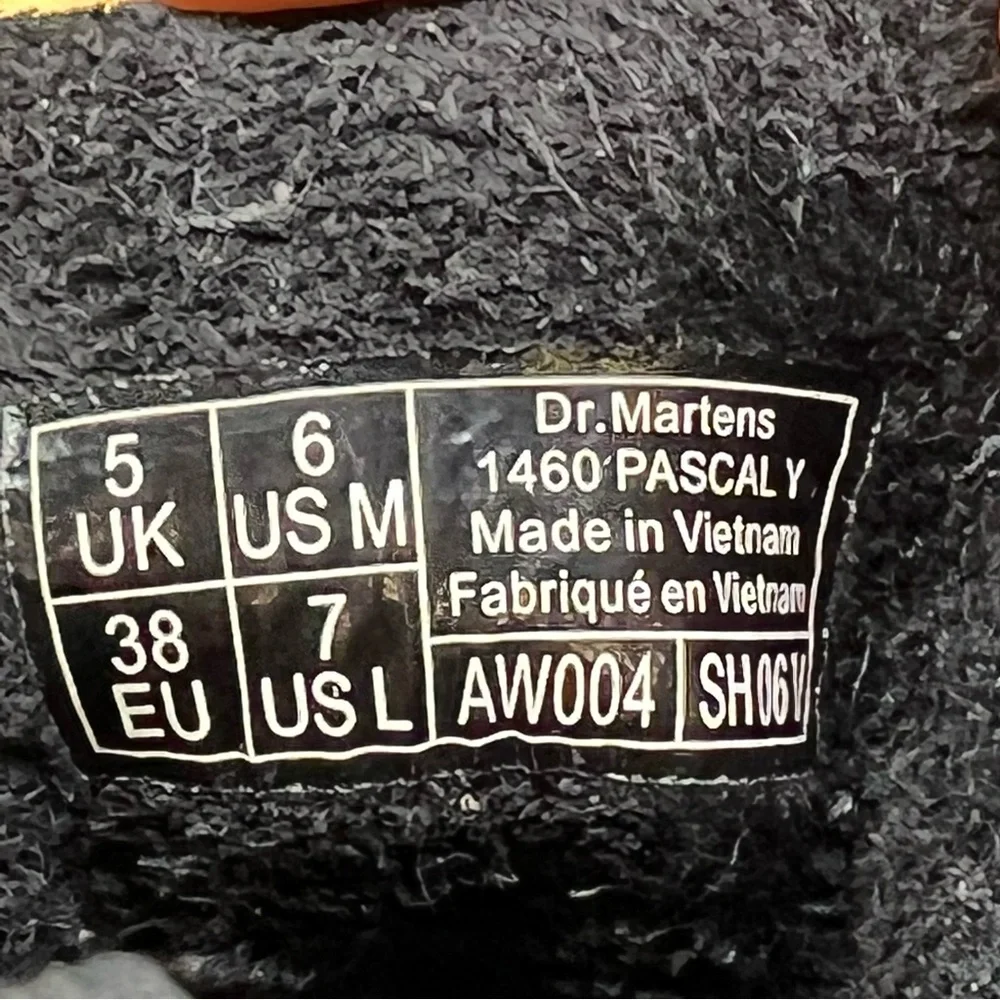 5
UK
6
US M
38
EU
7
US L
Dr.Martens
1460 PASCAL Y
Made in Vietnam
Fabriqué en Vietnam
AW004
SH06V